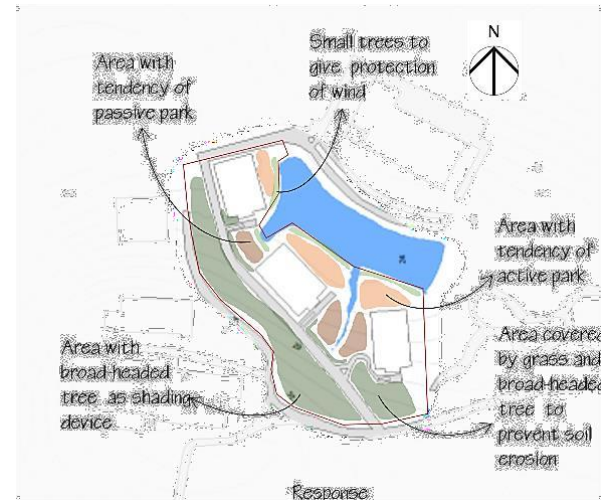 Area with
tendency of
passive park
Small trees to
give protection
of wind
N
Area with
tendency of
active park
Area with
broad-headed
tree as shading
device
Area covered
by grass and
broad-headed
tree to
prevent soil
erosion
Response